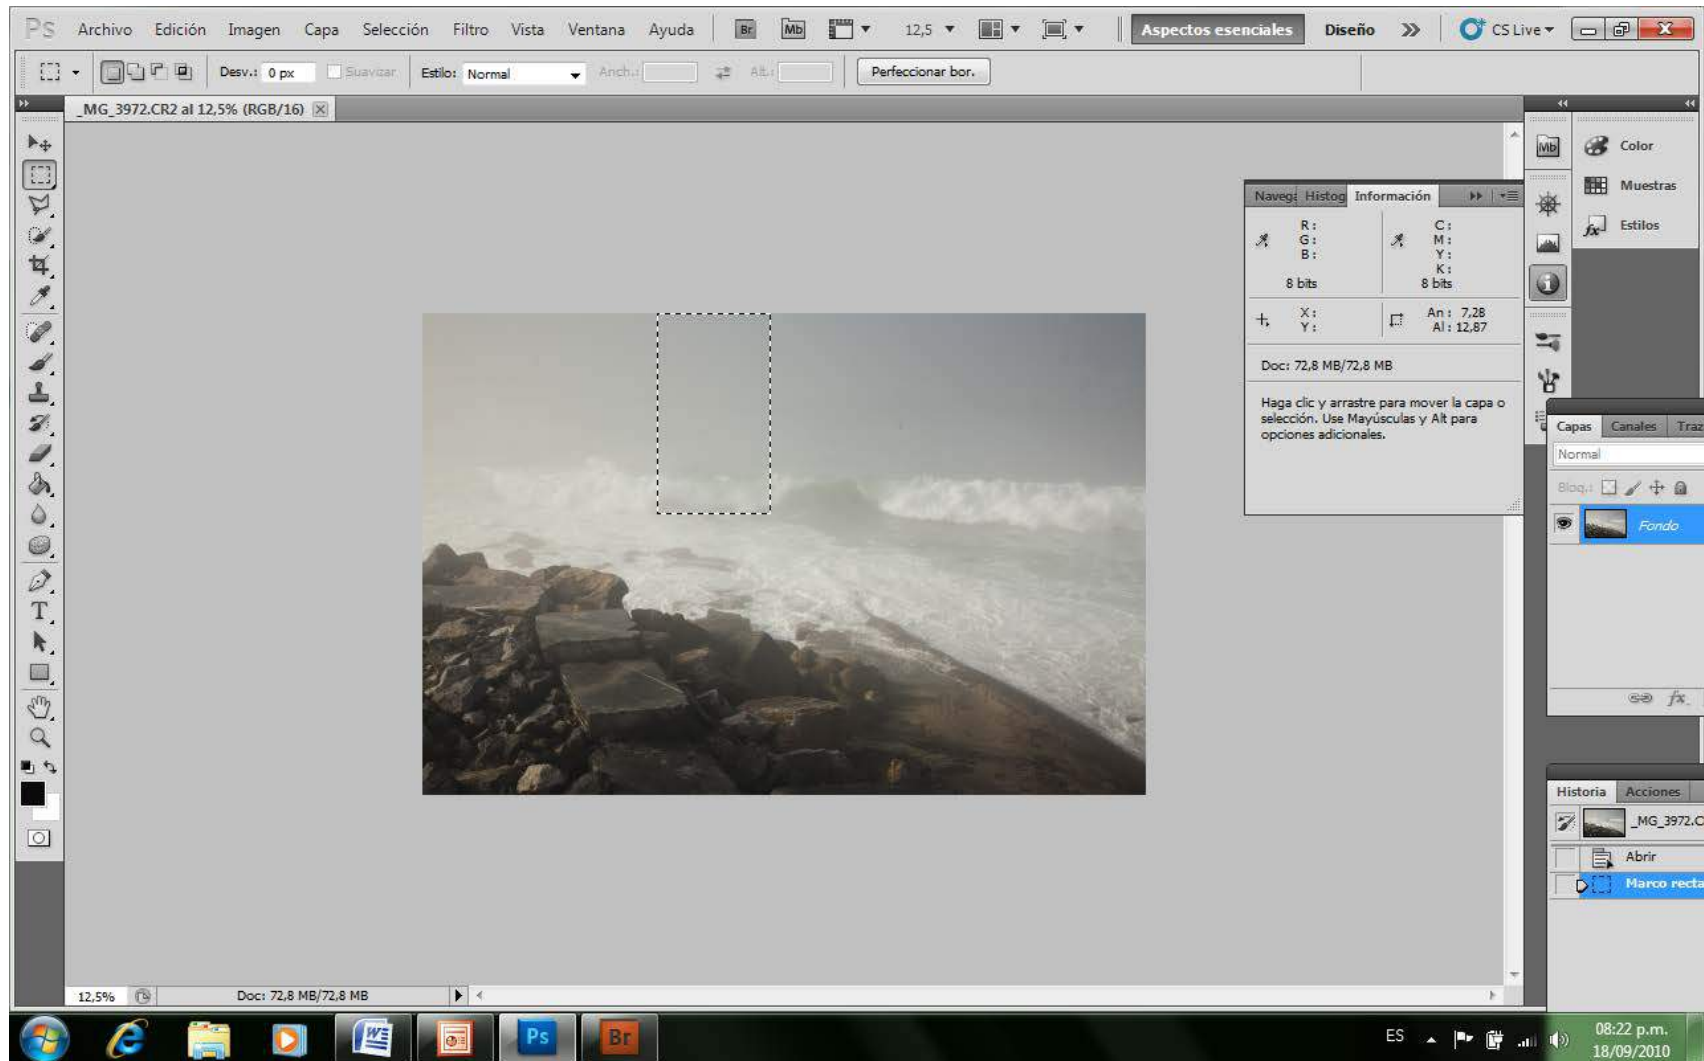 Ps Archivo Edición Imagen Capa Selección Filtro Vista Ventana Ayuda Br Mb 12,5 Aspectos esenciales Diseño CS Live
Desv.: 0 px Suavizar Estilo: Normal Anch.: Alt.: Perfeccionar bor.
_MG_3972.CR2 al 12,5% (RGB/16)
Mb Color
Muestras
Estilos
Histog Información
R: C:
G: M:
B: Y:
K:
8 bits 8 bits
X: An: 7,28
Y: Al: 12,87
Doc: 72,8 MB/72,8 MB
Haga clic y arrastre para mover la capa o
selección. Use Mayúsculas y Alt para
opciones adicionales.
Capas Canales Traz
Normal
Bloq.:
Fondo
fx
Historia Acciones
_MG_3972.C
Abrir
Marco recta
12,5% Doc: 72,8 MB/72,8 MB
Ps Br ES 08:22 p.m.
18/09/2010